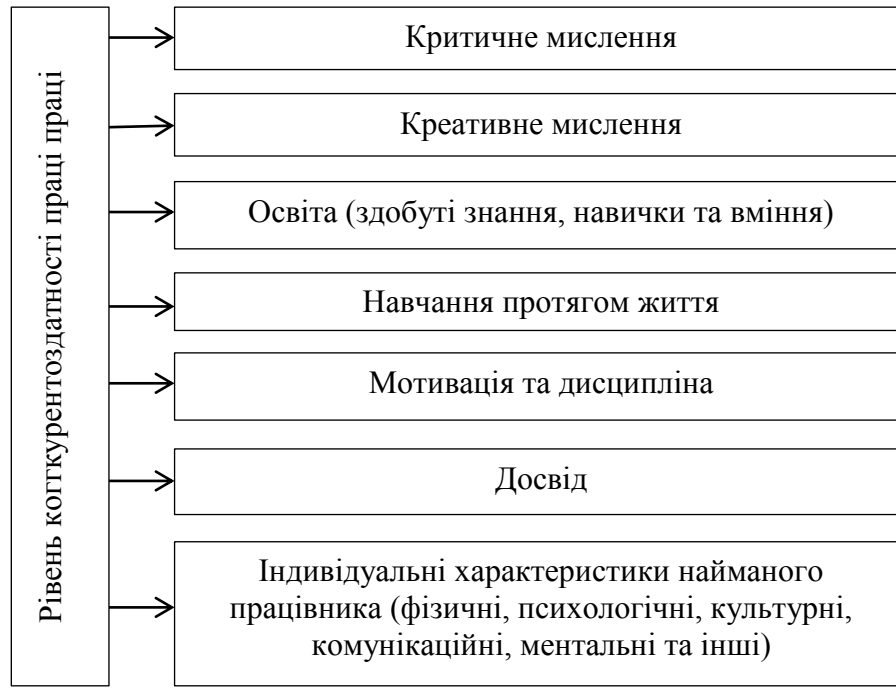 Рівень коггкурентоздатності праці праці
Критичне мислення
Креативне мислення
Освіта (здобуті знання, навички та вміння)
Навчання протягом життя
Мотивація та дисципліна
Досвід
Індивідуальні характеристики найманого
працівника (фізичні, психологічні, культурні,
комунікаційні, ментальні та інші)